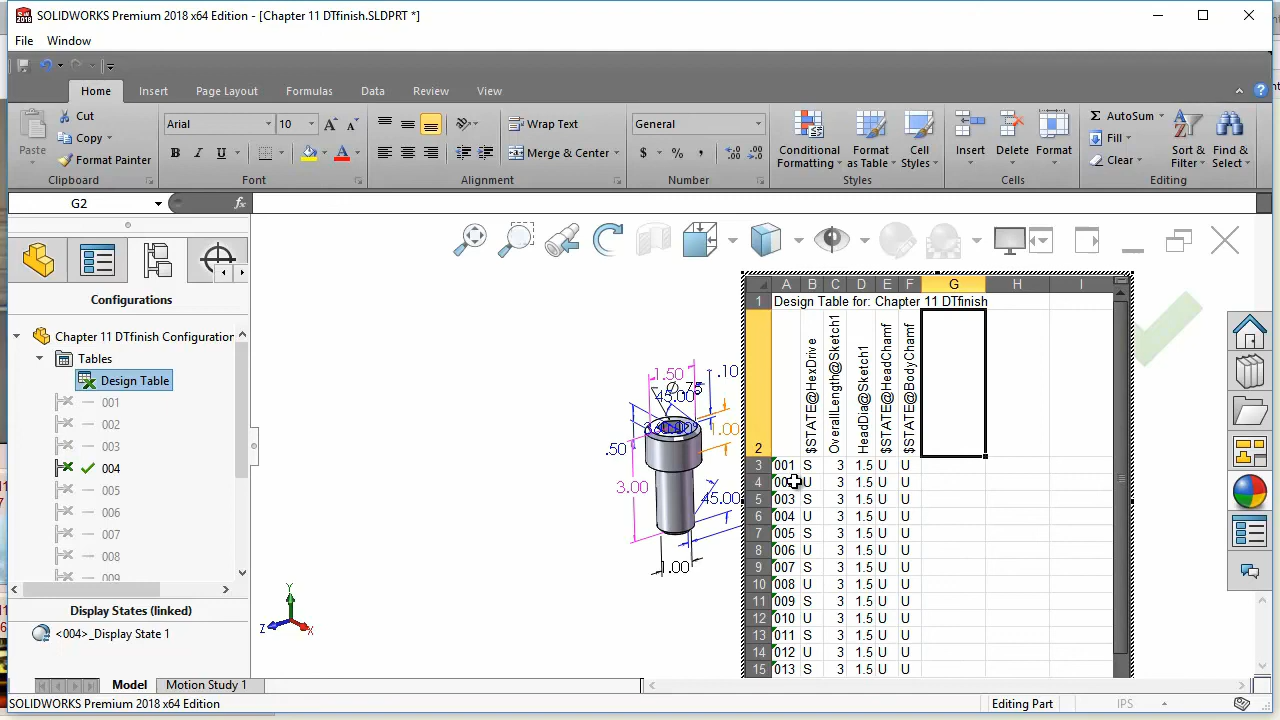 SOLIDWORKS Premium 2018 x64 Edition - [Chapter 11 DTfinish.SLDPRT *]
File Window
Home Insert Page Layout Formulas Data Review View
Paste Cut Copy Format Painter
Arial 10
B I U
Wrap Text
Merge & Center
General
$ % ,
Conditional Formatting Format as Table Cell Styles
Insert Delete Format
Σ AutoSum
Fill
Clear
Sort & Filter Find & Select
Clipboard Font Alignment Number Styles Cells Editing
G2 fx
Configurations
Chapter 11 DTfinish Configuration
Tables
Design Table
001
002
003
004
005
006
007
008
009
Display States (linked)
<004>_Display State 1
1.50
.10
Ø.75
45.00
1.00
.50
3.00
45.00
1.00
Y
Z X
A B C D E F G H I
1 Design Table for: Chapter 11 DTfinish
2 $STATE@HexDrive OverallLength@Sketch1 HeadDia@Sketch1 $STATE@HeadChamf $STATE@BodyChamf
3 001 S 3 1.5 U U
4 00 U 3 1.5 U U
5 003 S 3 1.5 U U
6 004 U 3 1.5 U U
7 005 S 3 1.5 U U
8 006 U 3 1.5 U U
9 007 S 3 1.5 U U
10 008 U 3 1.5 U U
11 009 S 3 1.5 U U
12 010 U 3 1.5 U U
13 011 S 3 1.5 U U
14 012 U 3 1.5 U U
15 013 S 3 1.5 U U
Model Motion Study 1
SOLIDWORKS Premium 2018 x64 Edition Editing Part IPS